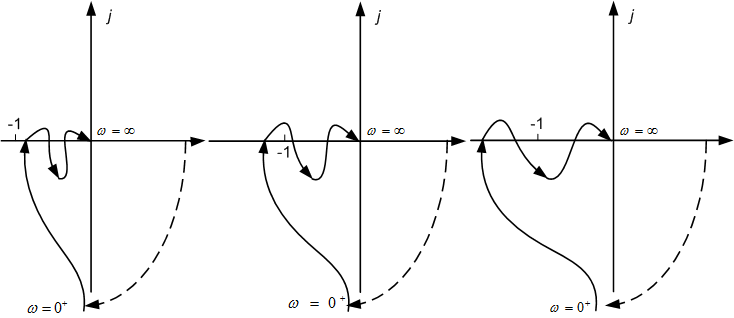 j
-1
ω = ∞
ω = 0⁺
j
-1
ω = ∞
ω = 0⁺
j
-1
ω = ∞
ω = 0⁺